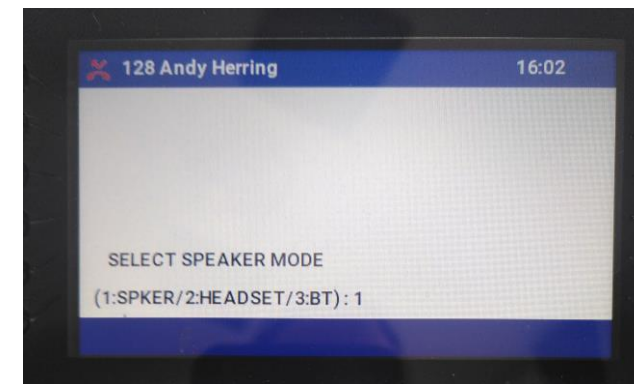 128 Andy Herring 16:02
SELECT SPEAKER MODE
(1:SPKER/2:HEADSET/3:BT) : 1